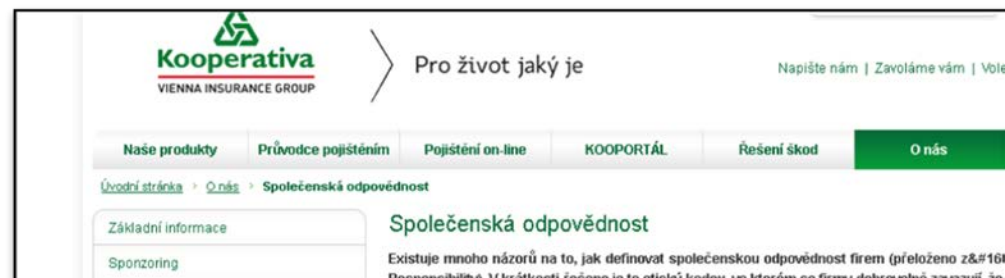 Kooperativa
VIENNA INSURANCE GROUP
Pro život jaký je
Napište nám | Zavoláme vám | Vole
Naše produkty Průvodce pojištěním Pojištění on-line KOOPORTÁL Řešení škod O nás
Úvodní stránka > O nás > Společenská odpovědnost
Základní informace
Sponzoring
Společenská odpovědnost
Existuje mnoho názorů na to, jak definovat společenskou odpovědnost firem (přeloženo z&#160